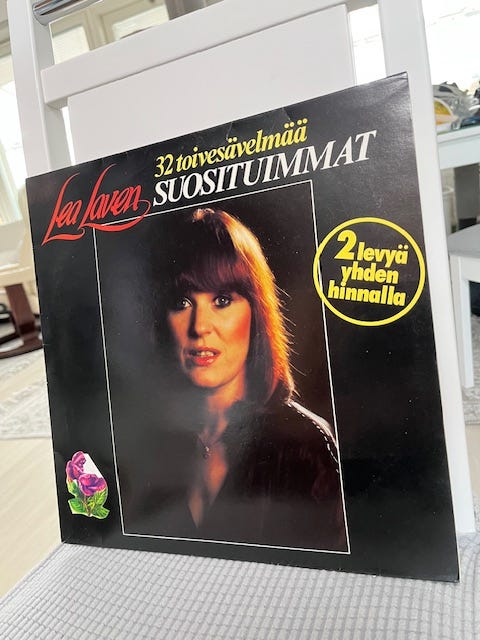 Lea Laven
32 toivesävelmää
SUOSITUIMMAT
2 levyä
yhden
hinnalla